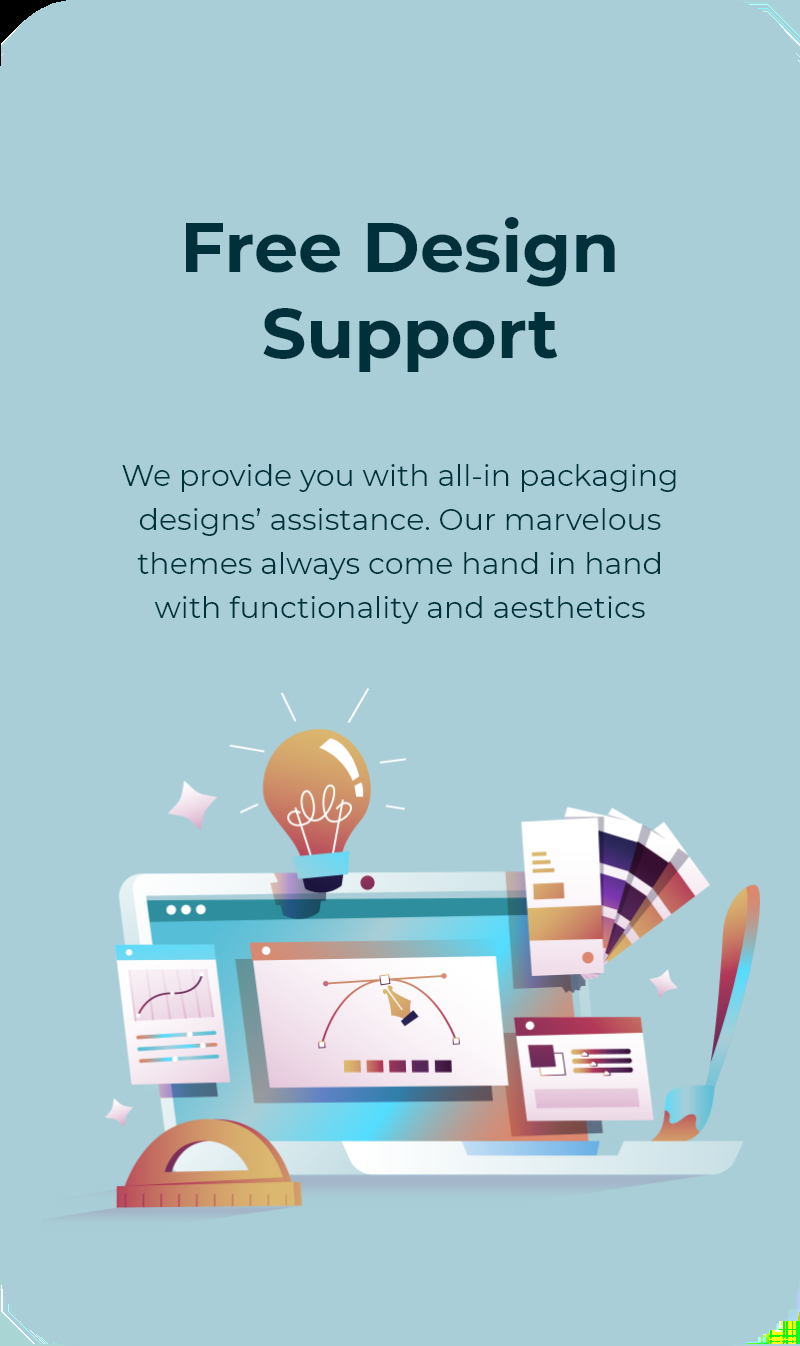 Free Design
Support
We provide you with all-in packaging
designs’ assistance. Our marvelous
themes always come hand in hand
with functionality and aesthetics